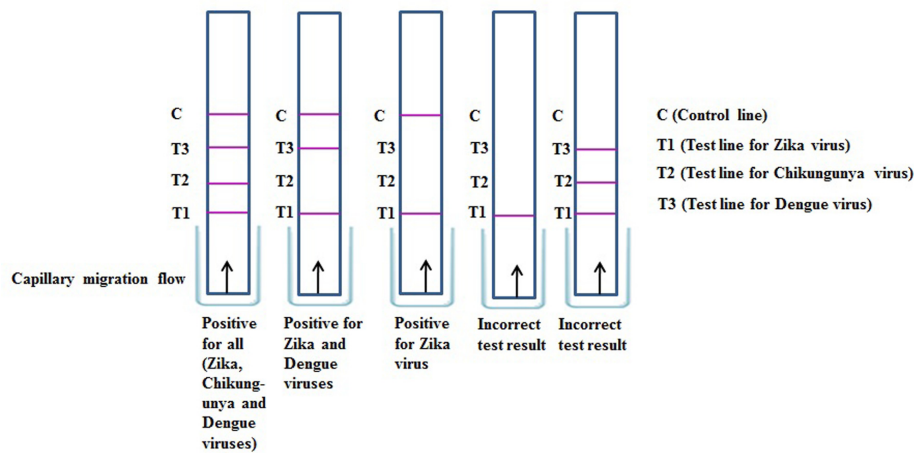 C
T3
T2
T1
C
T3
T2
T1
C
T3
T2
T1
C
T3
T2
T1
C
T3
T2
T1
C (Control line)
T1 (Test line for Zika virus)
T2 (Test line for Chikungunya virus)
T3 (Test line for Dengue virus)
Capillary migration flow
Positive
for all
(Zika,
Chikung-
unya and
Dengue
viruses)
Positive for
Zika and
Dengue
viruses
Positive
for Zika
virus
Incorrect
test result
Incorrect
test result